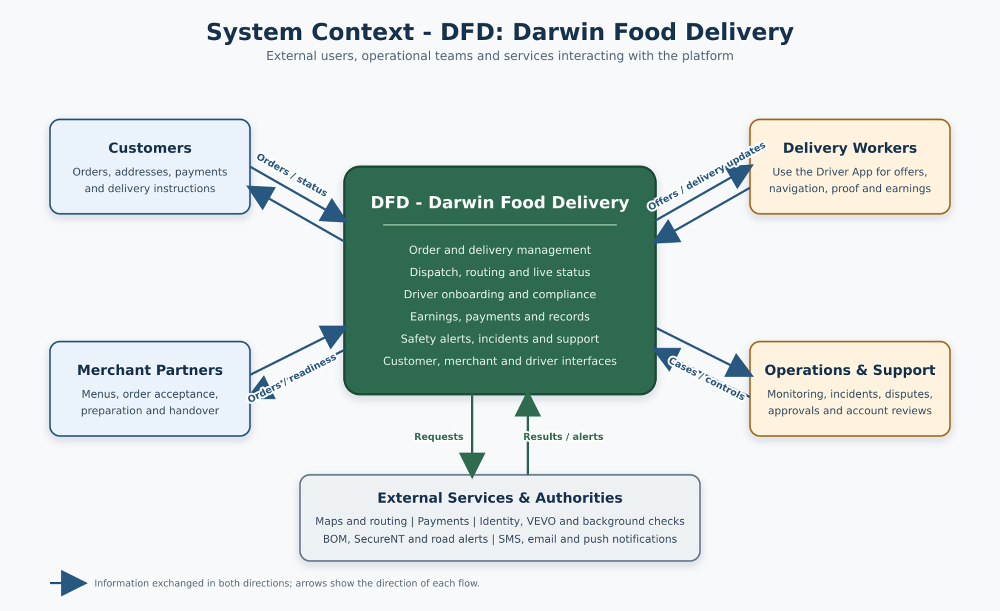 System Context - DFD: Darwin Food Delivery
External users, operational teams and services interacting with the platform
Customers
Orders, addresses, payments
and delivery instructions
Orders / status
DFD - Darwin Food Delivery
Order and delivery management
Dispatch, routing and live status
Driver onboarding and compliance
Earnings, payments and records
Safety alerts, incidents and support
Customer, merchant and driver interfaces
Offers / delivery updates
Delivery Workers
Use the Driver App for offers,
navigation, proof and earnings
Merchant Partners
Menus, order acceptance,
preparation and handover
Orders / readiness
Cases / controls
Operations & Support
Monitoring, incidents, disputes,
approvals and account reviews
Requests
Results / alerts
External Services & Authorities
Maps and routing | Payments | Identity, VEVO and background checks
BOM, SecureNT and road alerts | SMS, email and push notifications
Information exchanged in both directions; arrows show the direction of each flow.